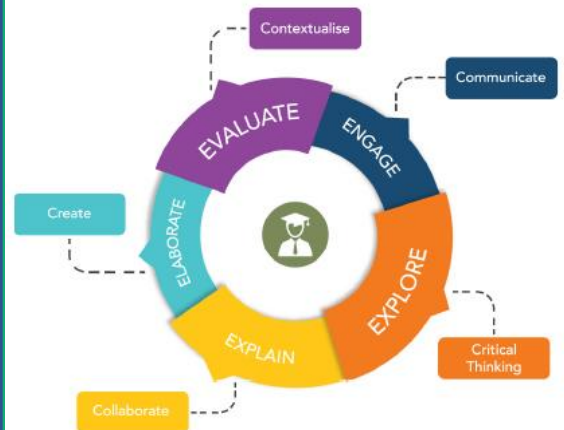 Contextualise
Communicate
EVALUATE
ENGAGE
Create
ELABORATE
EXPLORE
EXPLAIN
Critical
Thinking
Collaborate